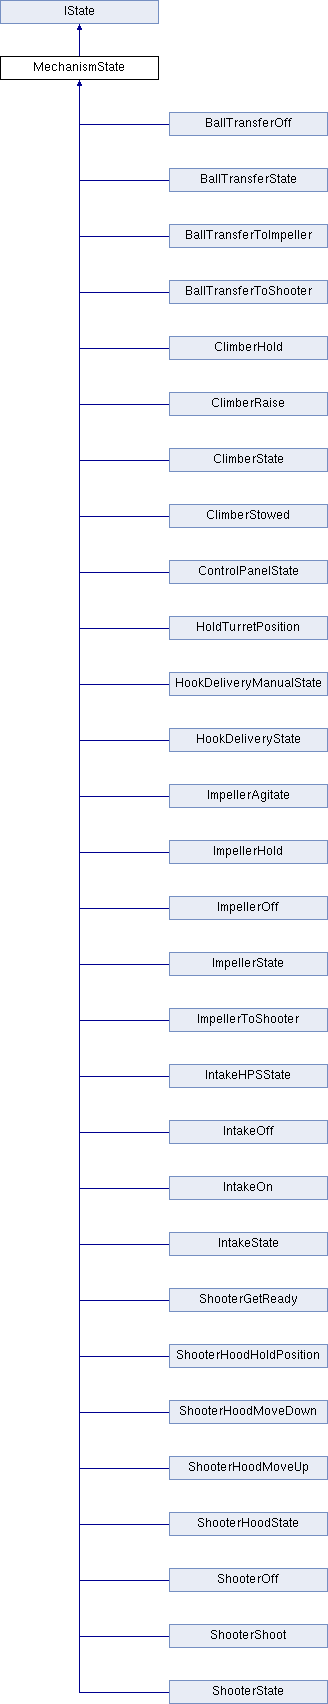 IState
MechanismState
BallTransferOff
BallTransferState
BallTransferToImpeller
BallTransferToShooter
ClimberHold
ClimberRaise
ClimberState
ClimberStowed
ControlPanelState
HoldTurretPosition
HookDeliveryManualState
HookDeliveryState
ImpellerAgitate
ImpellerHold
ImpellerOff
ImpellerState
ImpellerToShooter
IntakeHPSState
IntakeOff
IntakeOn
IntakeState
ShooterGetReady
ShooterHoodHoldPosition
ShooterHoodMoveDown
ShooterHoodMoveUp
ShooterHoodState
ShooterOff
ShooterShoot
ShooterState